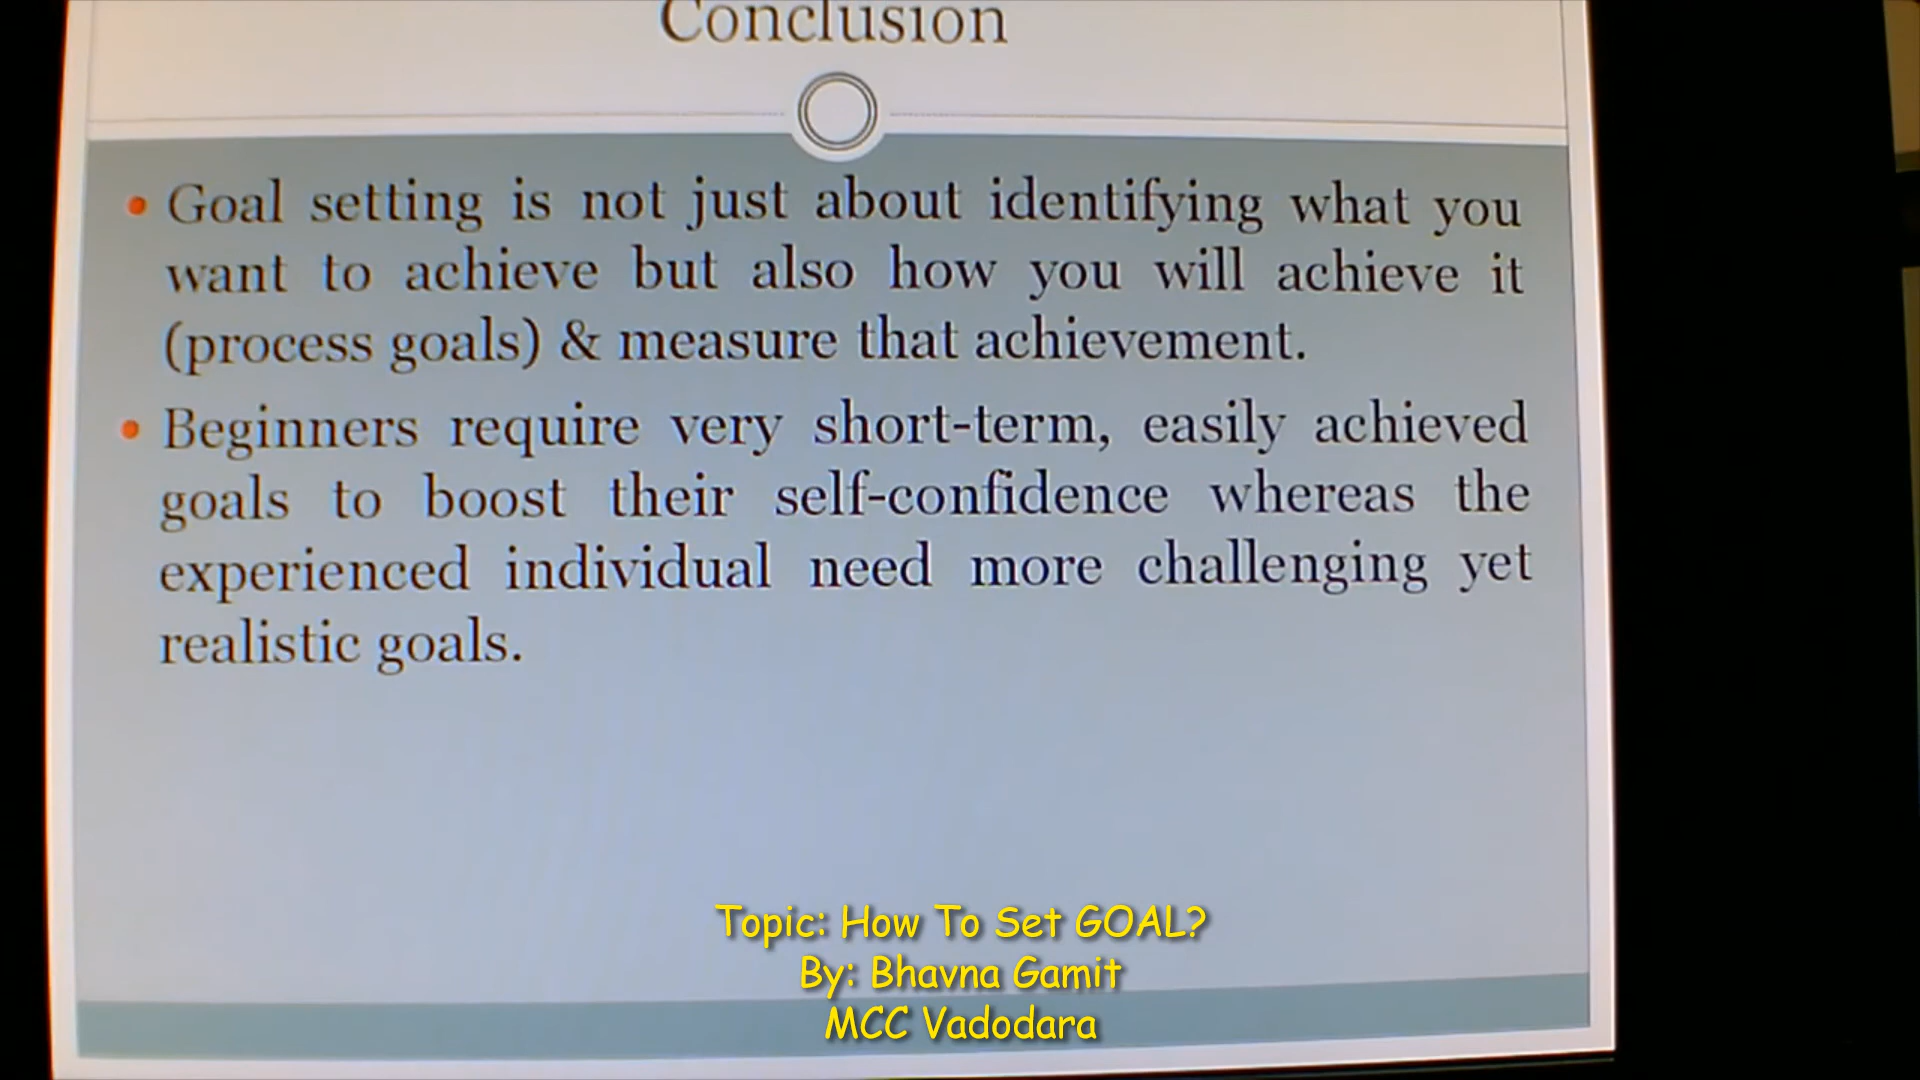 Conclusion
• Goal setting is not just about identifying what you
want to achieve but also how you will achieve it
(process goals) & measure that achievement.
• Beginners require very short-term, easily achieved
goals to boost their self-confidence whereas the
experienced individual need more challenging yet
realistic goals.
Topic: How To Set GOAL?
By: Bhavna Gamit
MCC Vadodara